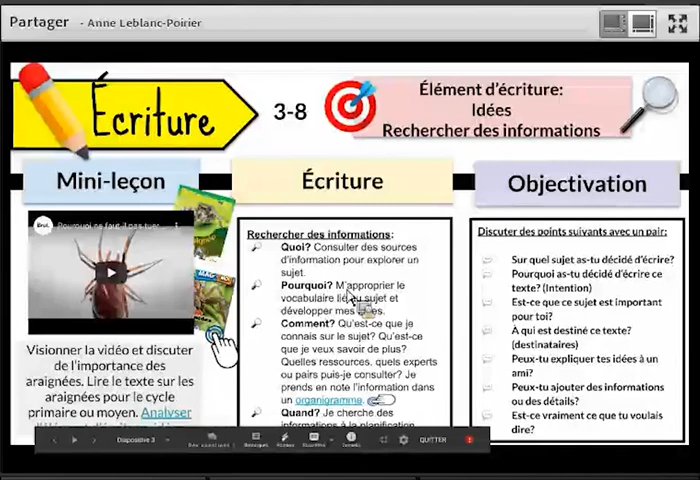 Partager - Anne Leblanc-Poirier
Écriture
3-8
Élément d'écriture:
Idées
Rechercher des informations
Mini-leçon
Pourquoi ne faut-il pas tuer
Visionner la vidéo et discuter
de l'importance des
araignées. Lire le texte sur les
araignées pour le cycle
primaire ou moyen. Analyser
Écriture
Rechercher des informations:
Quoi? Consulter des sources
d'information pour explorer un
sujet.
Pourquoi? M'approprier le
vocabulaire lié au sujet et
développer mes idées.
Comment? Qu'est-ce que je
connais sur le sujet? Qu'est-ce
que je veux savoir de plus?
Quelles ressources, quels experts
ou pairs puis-je consulter? Je
prends en note l'information dans
un organigramme.
Quand? Je cherche des
informations à la planification
Objectivation
Discuter des points suivants avec un pair:
Sur quel sujet as-tu décidé d'écrire?
Pourquoi as-tu décidé d'écrire ce
texte? (Intention)
Est-ce que ce sujet est important
pour toi?
À qui est destiné ce texte?
(destinataires)
Peux-tu expliquer tes idées à un
ami?
Peux-tu ajouter des informations
ou des détails?
Est-ce vraiment ce que tu voulais
dire?
Diapositive 3
QUITTER